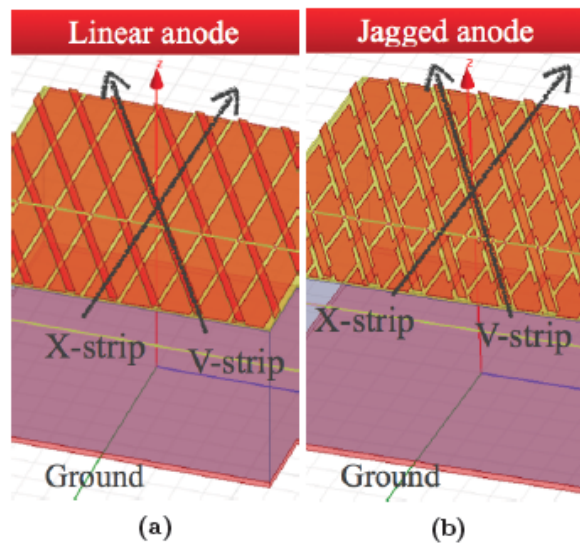 Linear anode
Jagged anode
z
z
X-strip
V-strip
X-strip
V-strip
Ground
Ground
(a)
(b)